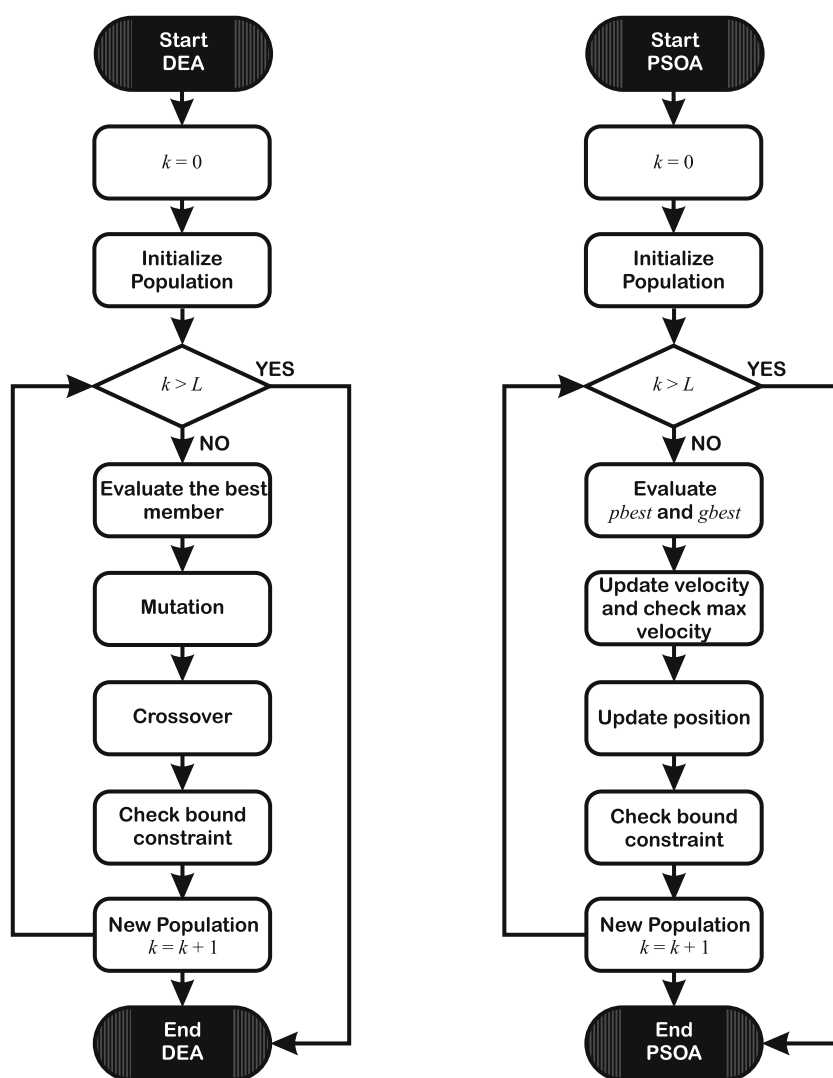 Start
DEA
k = 0
Initialize
Population
k > L
YES
NO
Evaluate the best
member
Mutation
Crossover
Check bound
constraint
New Population
k = k + 1
End
DEA
Start
PSOA
k = 0
Initialize
Population
k > L
YES
NO
Evaluate
pbest and gbest
Update velocity
and check max
velocity
Update position
Check bound
constraint
New Population
k = k + 1
End
PSOA